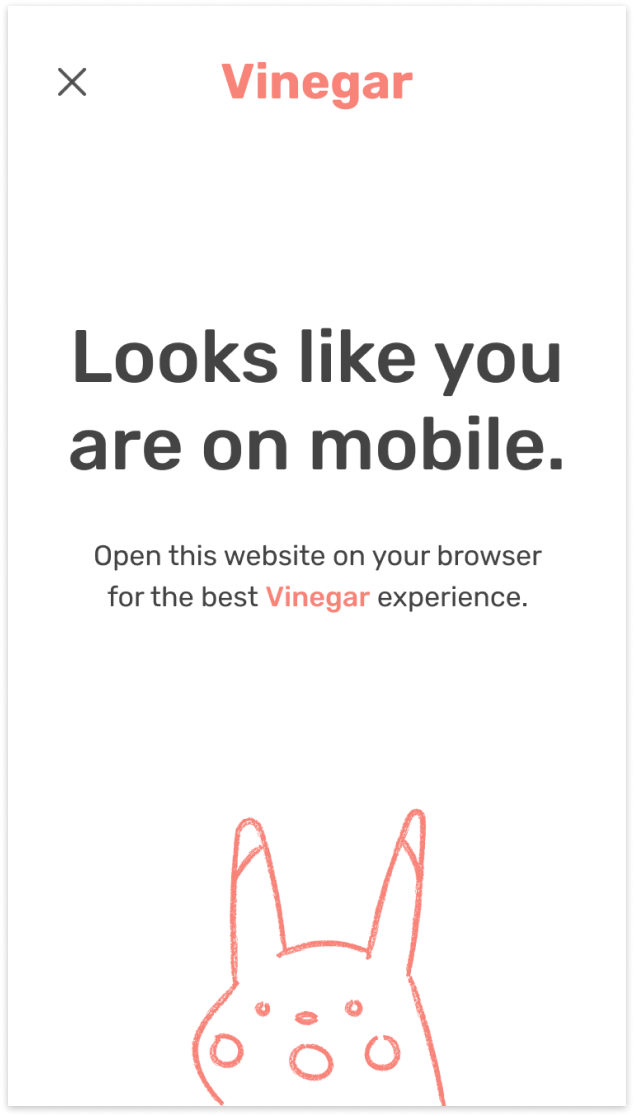 Vinegar
Looks like you
are on mobile.
Open this website on your browser
for the best Vinegar experience.